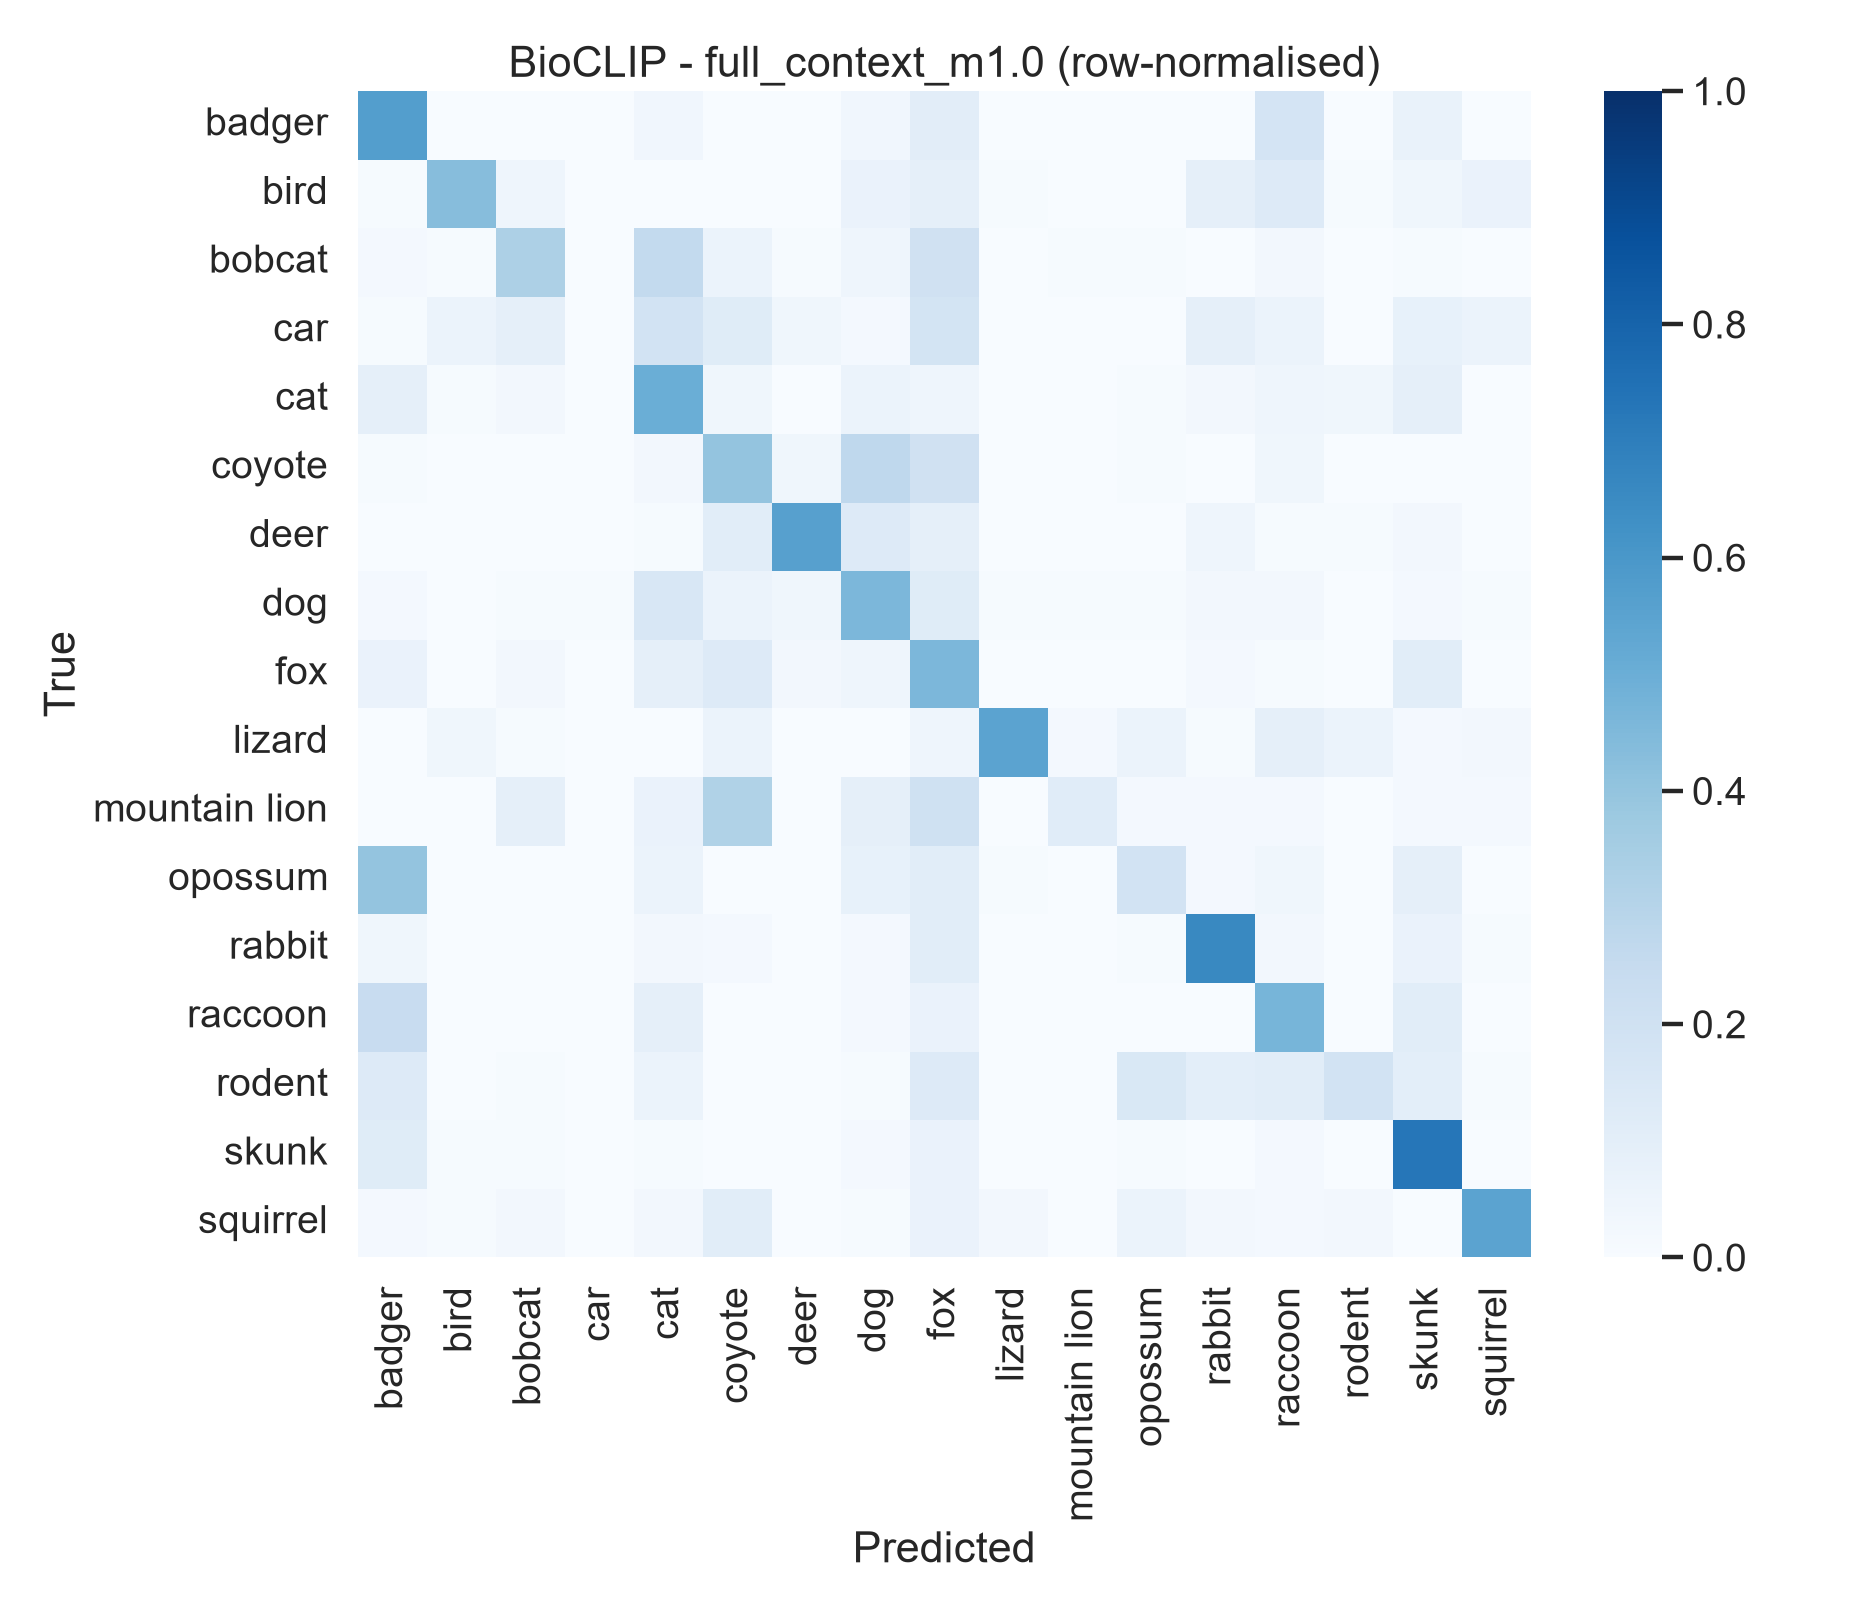 BioCLIP - full_context_m1.0 (row-normalised)
True
badger
bird
bobcat
car
cat
coyote
deer
dog
fox
lizard
mountain lion
opossum
rabbit
raccoon
rodent
skunk
squirrel
badger
bird
bobcat
car
cat
coyote
deer
dog
fox
lizard
mountain lion
opossum
rabbit
raccoon
rodent
skunk
squirrel
Predicted
1.0
0.8
0.6
0.4
0.2
0.0